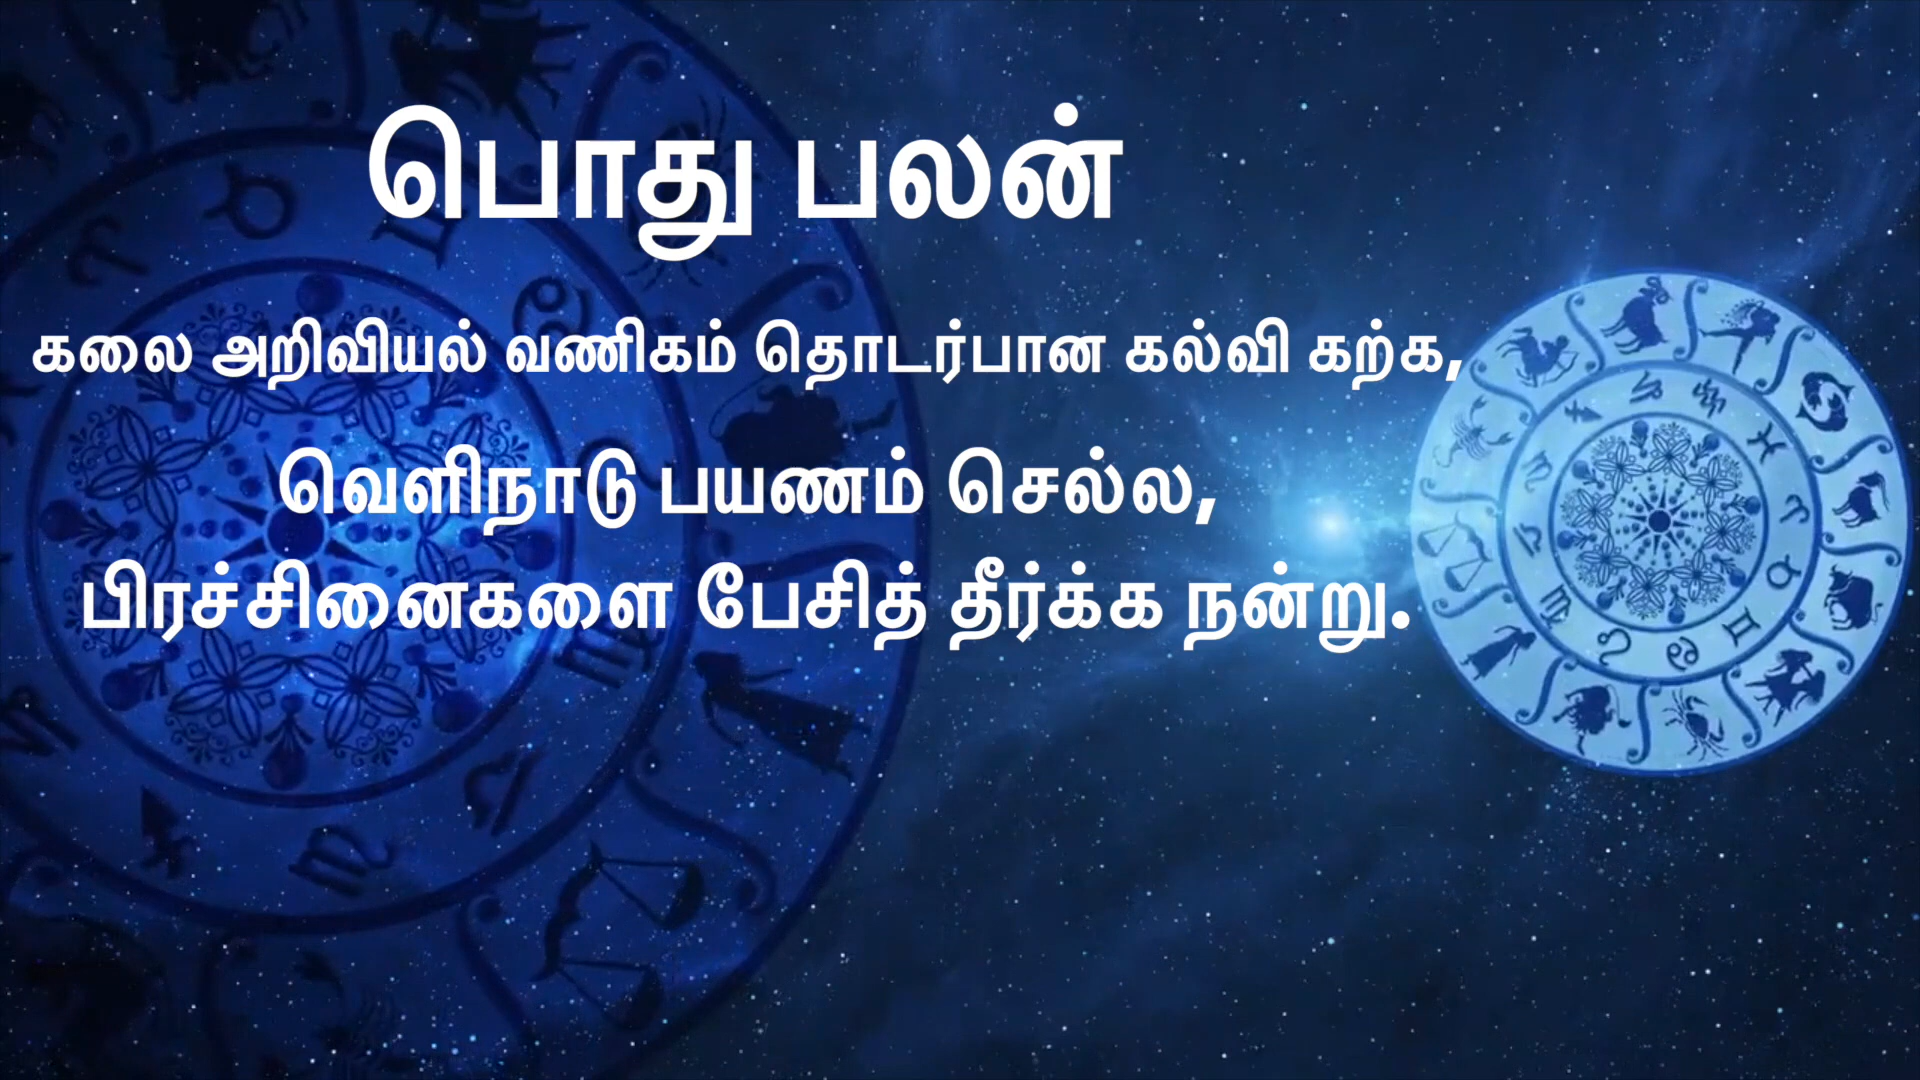 பொது பலன்
கலை அறிவியல் வணிகம் தொடர்பான கல்வி கற்க,
வெளிநாடு பயணம் செல்ல,
பிரச்சினைகளை பேசித் தீர்க்க நன்று.